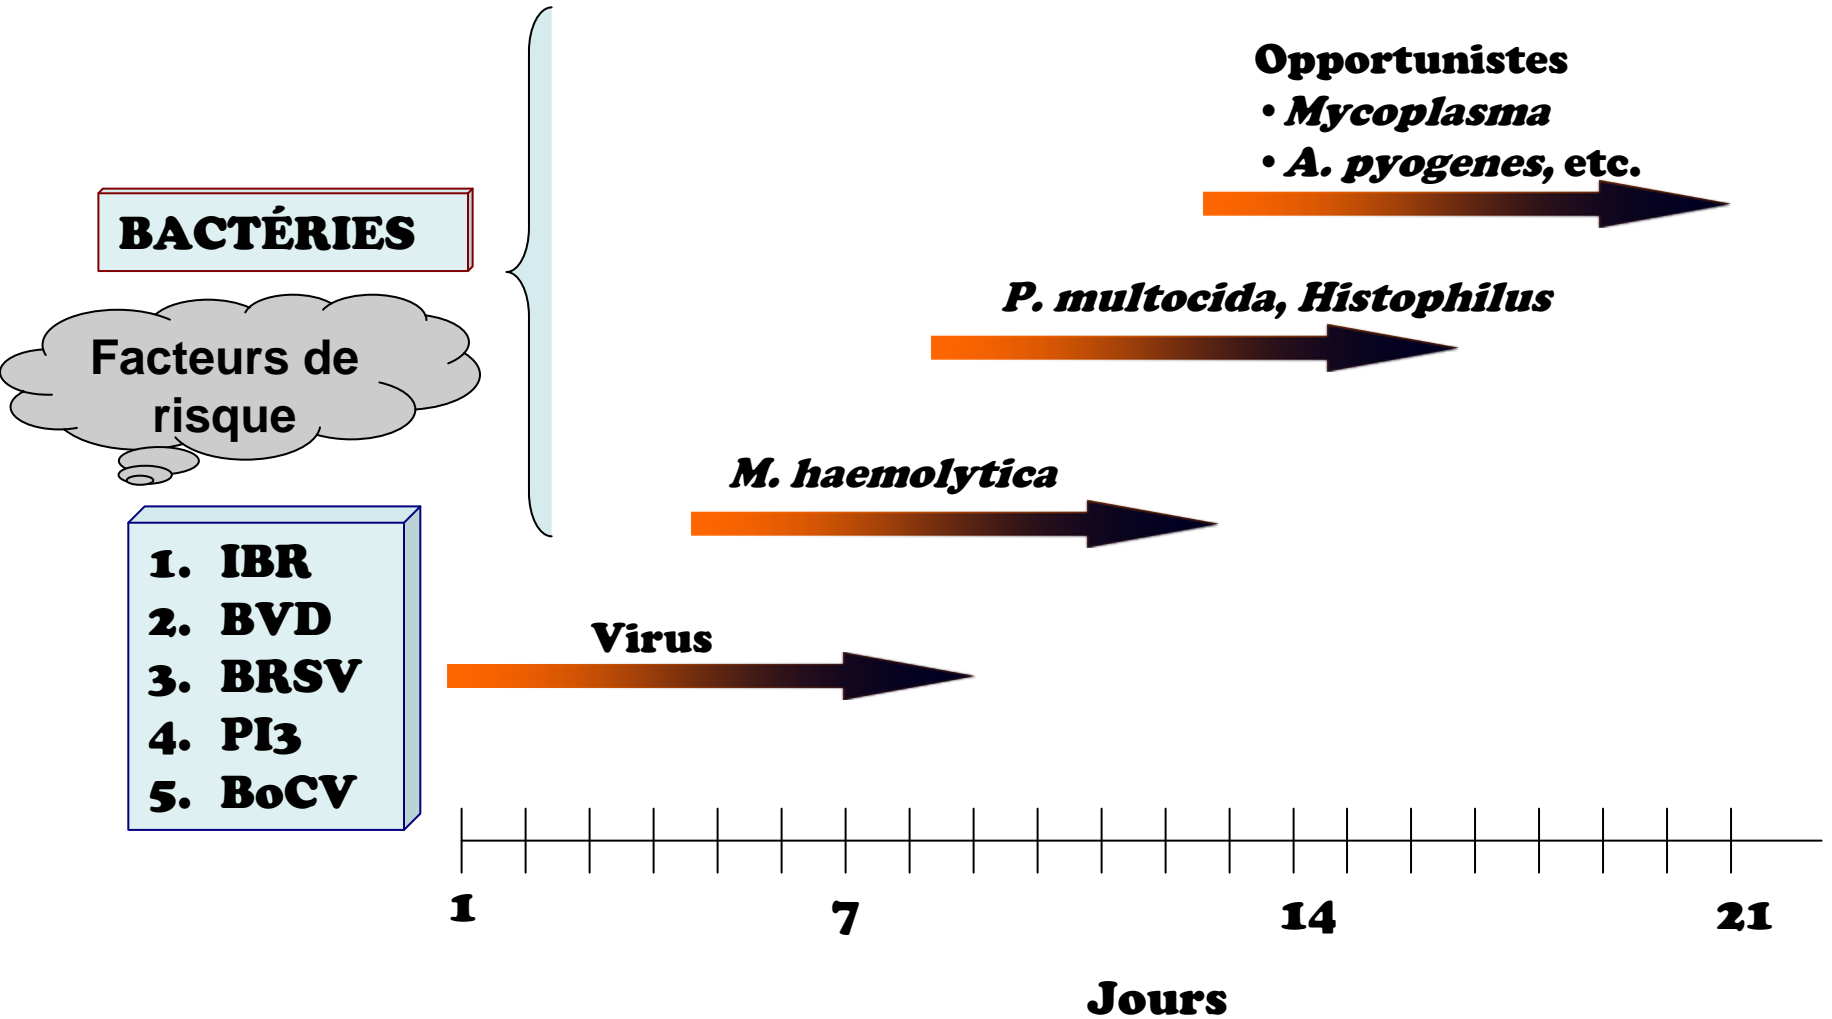 Opportunistes
• Mycoplasma
• A. pyogenes, etc.
BACTÉRIES
P. multocida, Histophilus
Facteurs de
risque
M. haemolytica
1. IBR
2. BVD
3. BRSV
4. PI3
5. BoCV
Virus
1 7 14 21
Jours